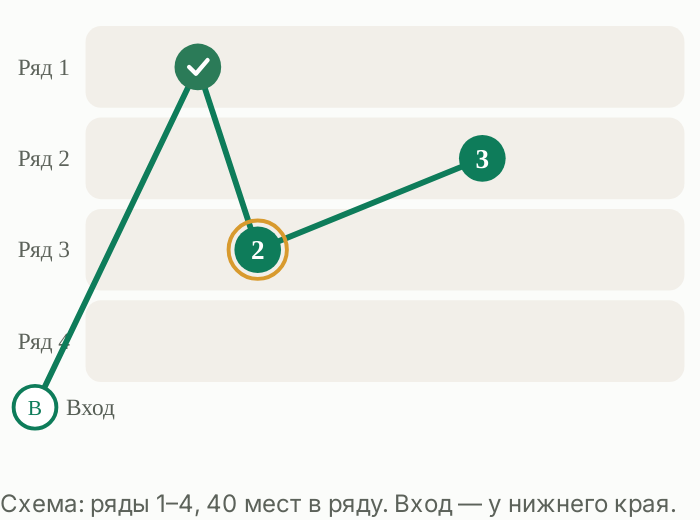 Ряд 1
Ряд 2
3
Ряд 3
2
Ряд 4
В Вход
Схема: ряды 1–4, 40 мест в ряду. Вход — у нижнего края.